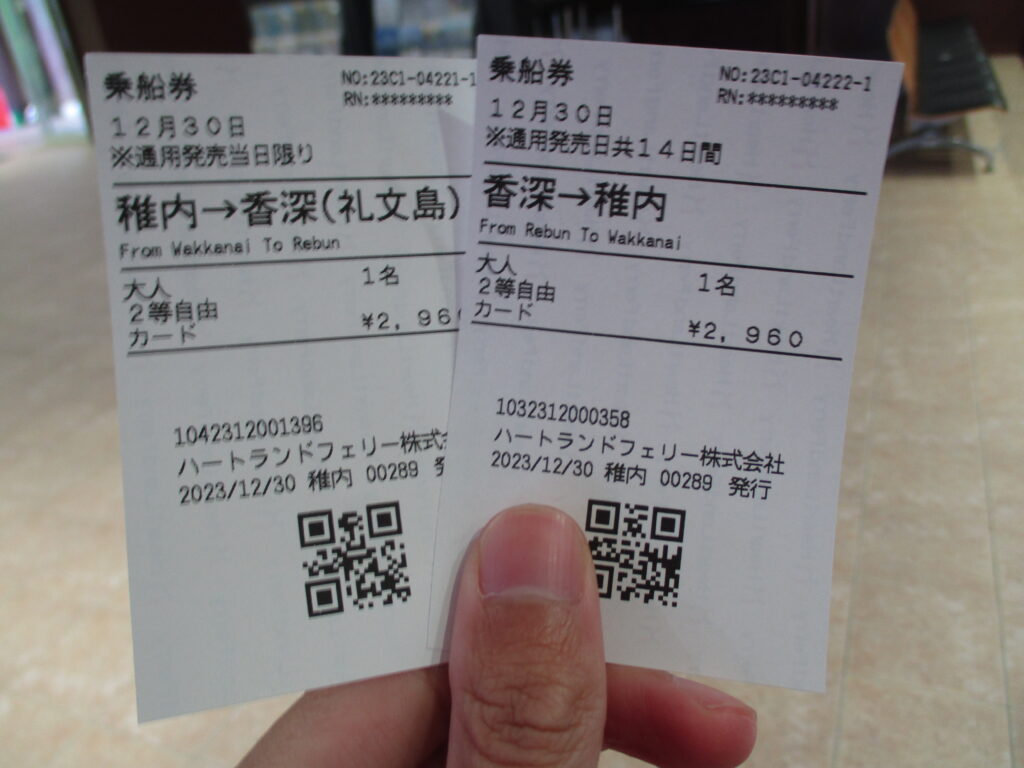 乗船券
NO:23C1-04221-1
RN:*********
12月30日
※通用発売当日限り
稚内→香深(礼文島)
From Wakkanai To Rebun
大人 1名
2等自由
カード ¥2,960
1042312001396
ハートランドフェリー株式
2023/12/30 稚内 00289
乗船券
NO:23C1-04222-1
RN:*********
12月30日
※通用発売日共14日間
香深→稚内
From Rebun To Wakkanai
大人 1名
2等自由
カード ¥2,960
1032312000358
ハートランドフェリー株式会社
2023/12/30 稚内 00289 発行